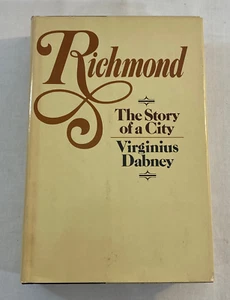 Richmond
The Story
of a City
Virginius
Dabney